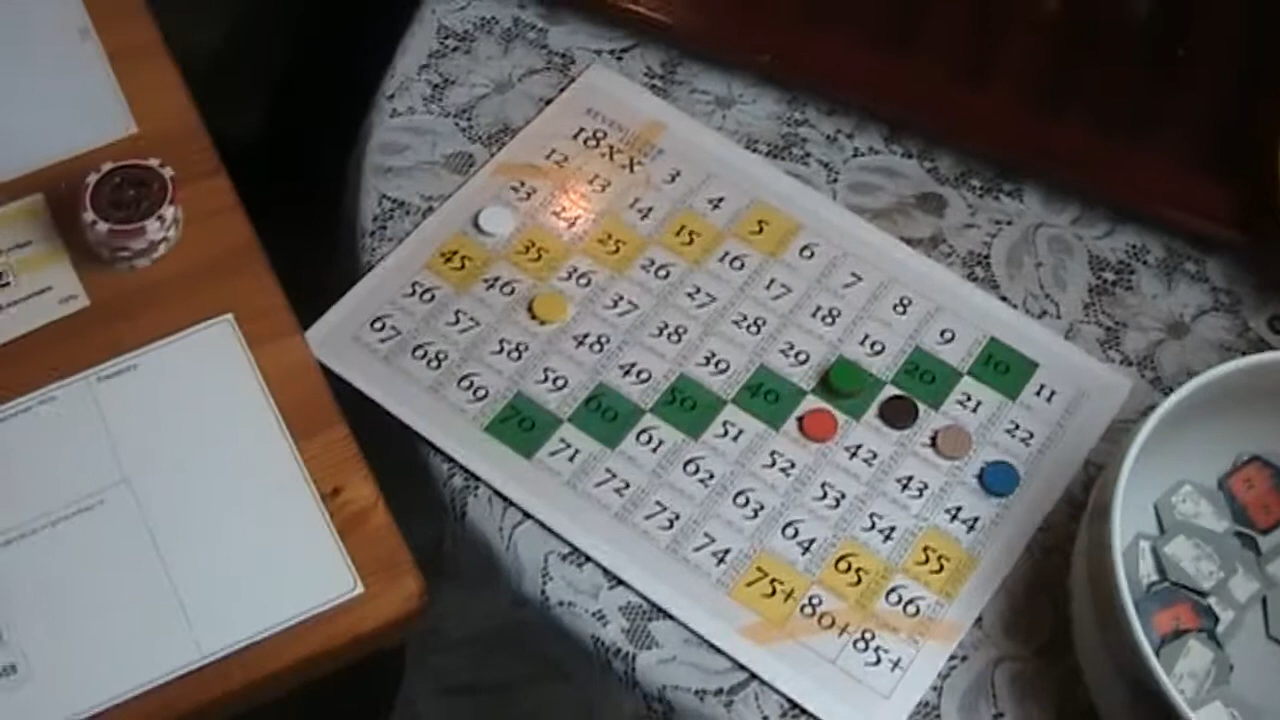 18XX 3 4 5 6 7 8 9 10 11
12 13 14 15 16 17 18 19 20 21 22
23 24 25 26 27 28 29
35 36 37 38 39 40 42 43 44
45 46 48 49 50 51 52 53 54 55
56 57 58 59 60 61 62 63 64 65 66
67 68 69 70 71 72 73 74 75+ 80+ 85+